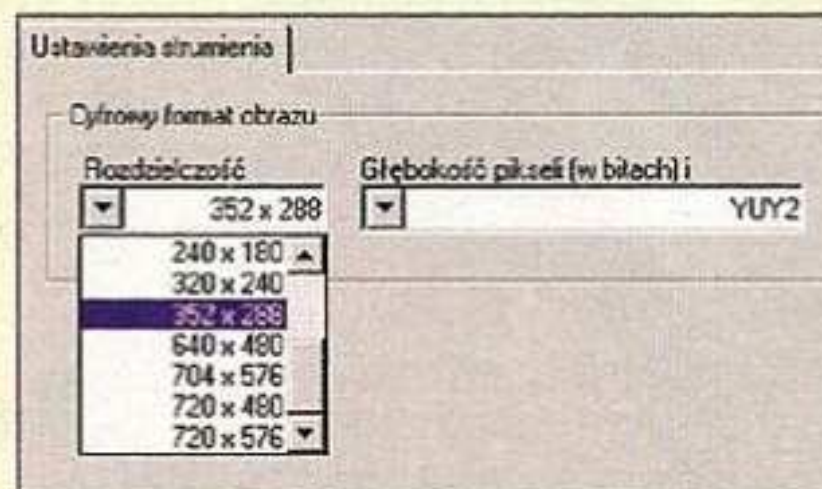 Ustawienia strumienia
Cyfrowy format obrazu
Rozdzielczość
Głębokość pikseli (w bitach) i
352 x 288
YUY2
240 x 180
320 x 240
352 x 288
640 x 480
704 x 576
720 x 480
720 x 576